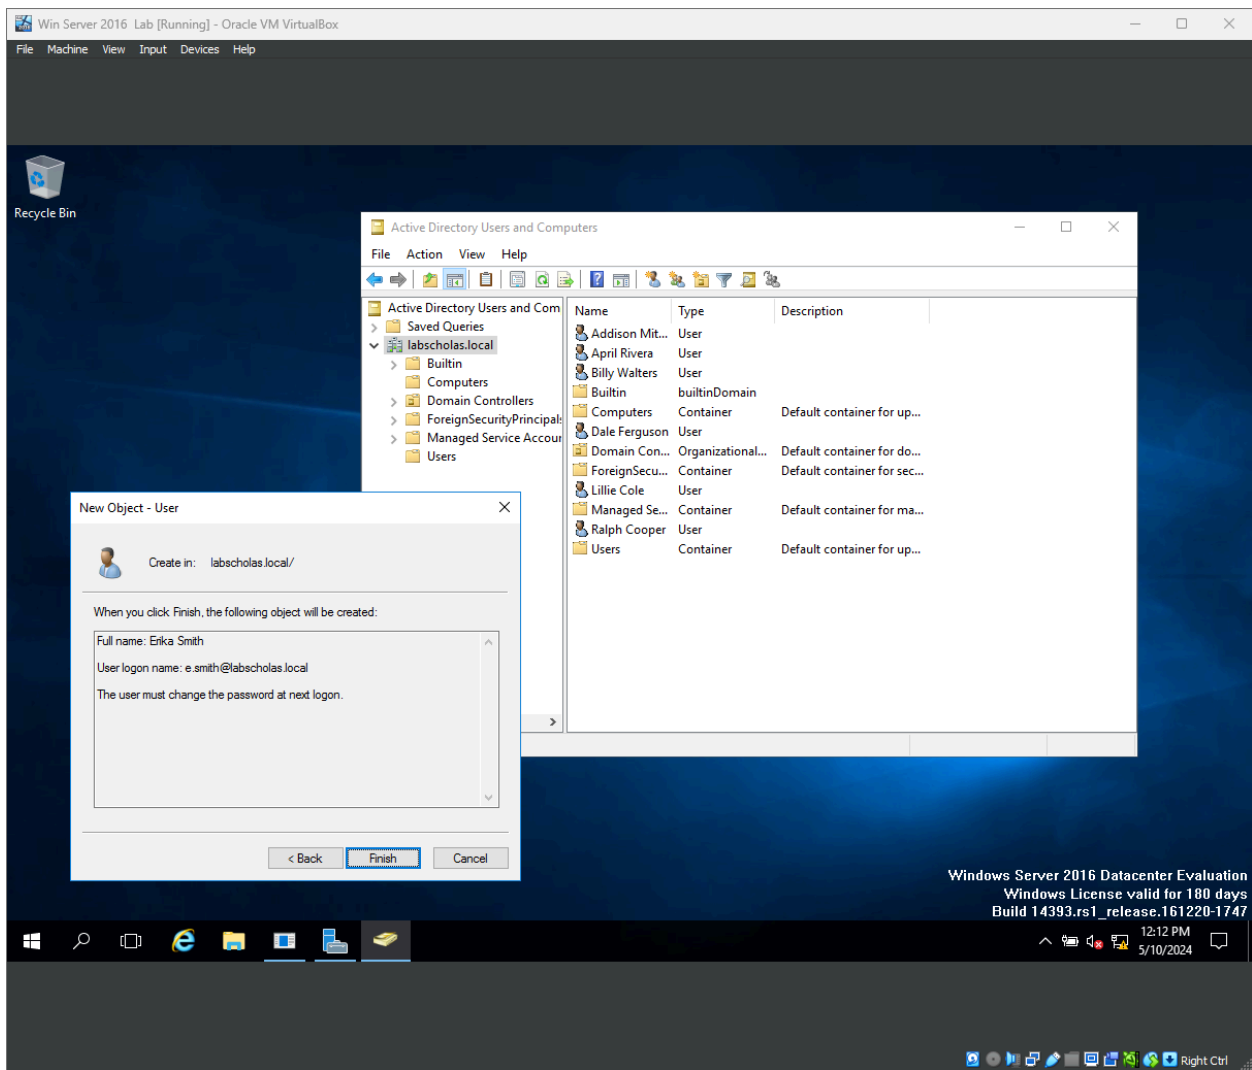 Win Server 2016 Lab [Running] - Oracle VM VirtualBox
File Machine View Input Devices Help
Recycle Bin
Active Directory Users and Computers
File Action View Help
Active Directory Users and Com
Saved Queries
labscholas.local
Builtin
Computers
Domain Controllers
ForeignSecurityPrincipal
Managed Service Accour
Users
Name Type Description
Addison Mit... User
April Rivera User
Billy Walters User
Builtin builtinDomain
Computers Container Default container for up...
Dale Ferguson User
Domain Con... Organizational... Default container for do...
ForeignSecu... Container Default container for sec...
Lillie Cole User
Managed Se... Container Default container for ma...
Ralph Cooper User
Users Container Default container for up...
New Object - User
Create in: labscholas.local/
When you click Finish, the following object will be created:
Full name: Erika Smith
User logon name: e.smith@labscholas.local
The user must change the password at next logon.
< Back Finish Cancel
Windows Server 2016 Datacenter Evaluation
Windows License valid for 180 days
Build 14393.rs1_release.161220-1747
12:12 PM
5/10/2024
Right Ctrl